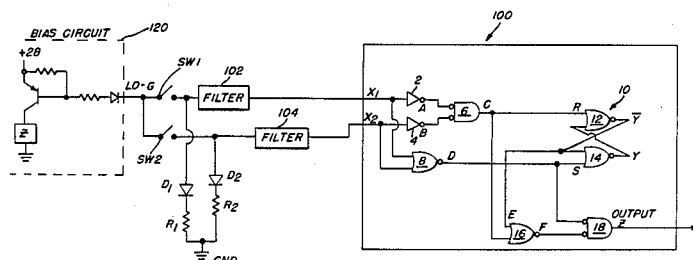 BIAS CIRCUIT
120
100
+28
SW1
102
LO-G
FILTER
X1
2
A
6
C
R
10
12
Y̅
104
X2
4
B
FILTER
SW2
8
D
14
Y
S
D1
D2
R1
R2
E
16
F
18
OUTPUT
Z
GND